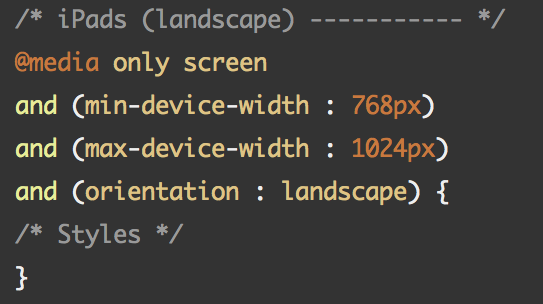 /* iPads (landscape) ----------- */
@media only screen
and (min-device-width : 768px)
and (max-device-width : 1024px)
and (orientation : landscape) {
/* Styles */
}